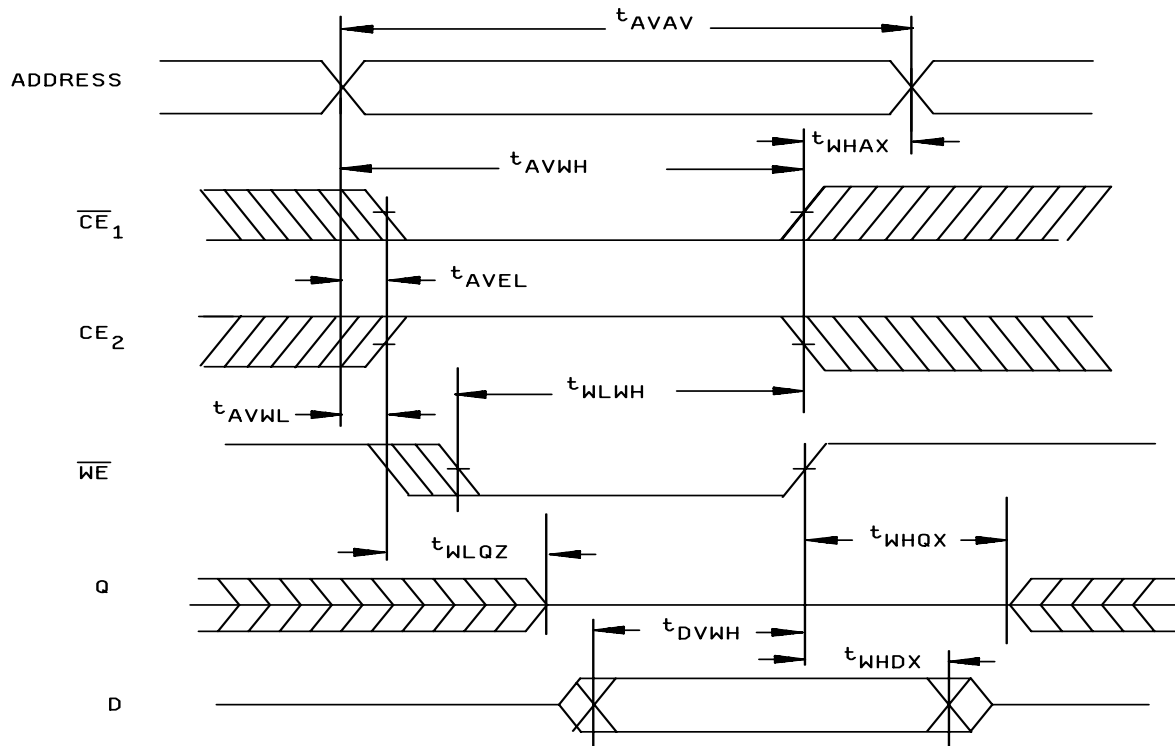 tAVAV
ADDRESS
tWHAX
tAVWH
CE1
tAVEL
CE2
tWLWH
tAVWL
WE
tWLQZ
tWHQX
Q
tDVWH
tWHDX
D